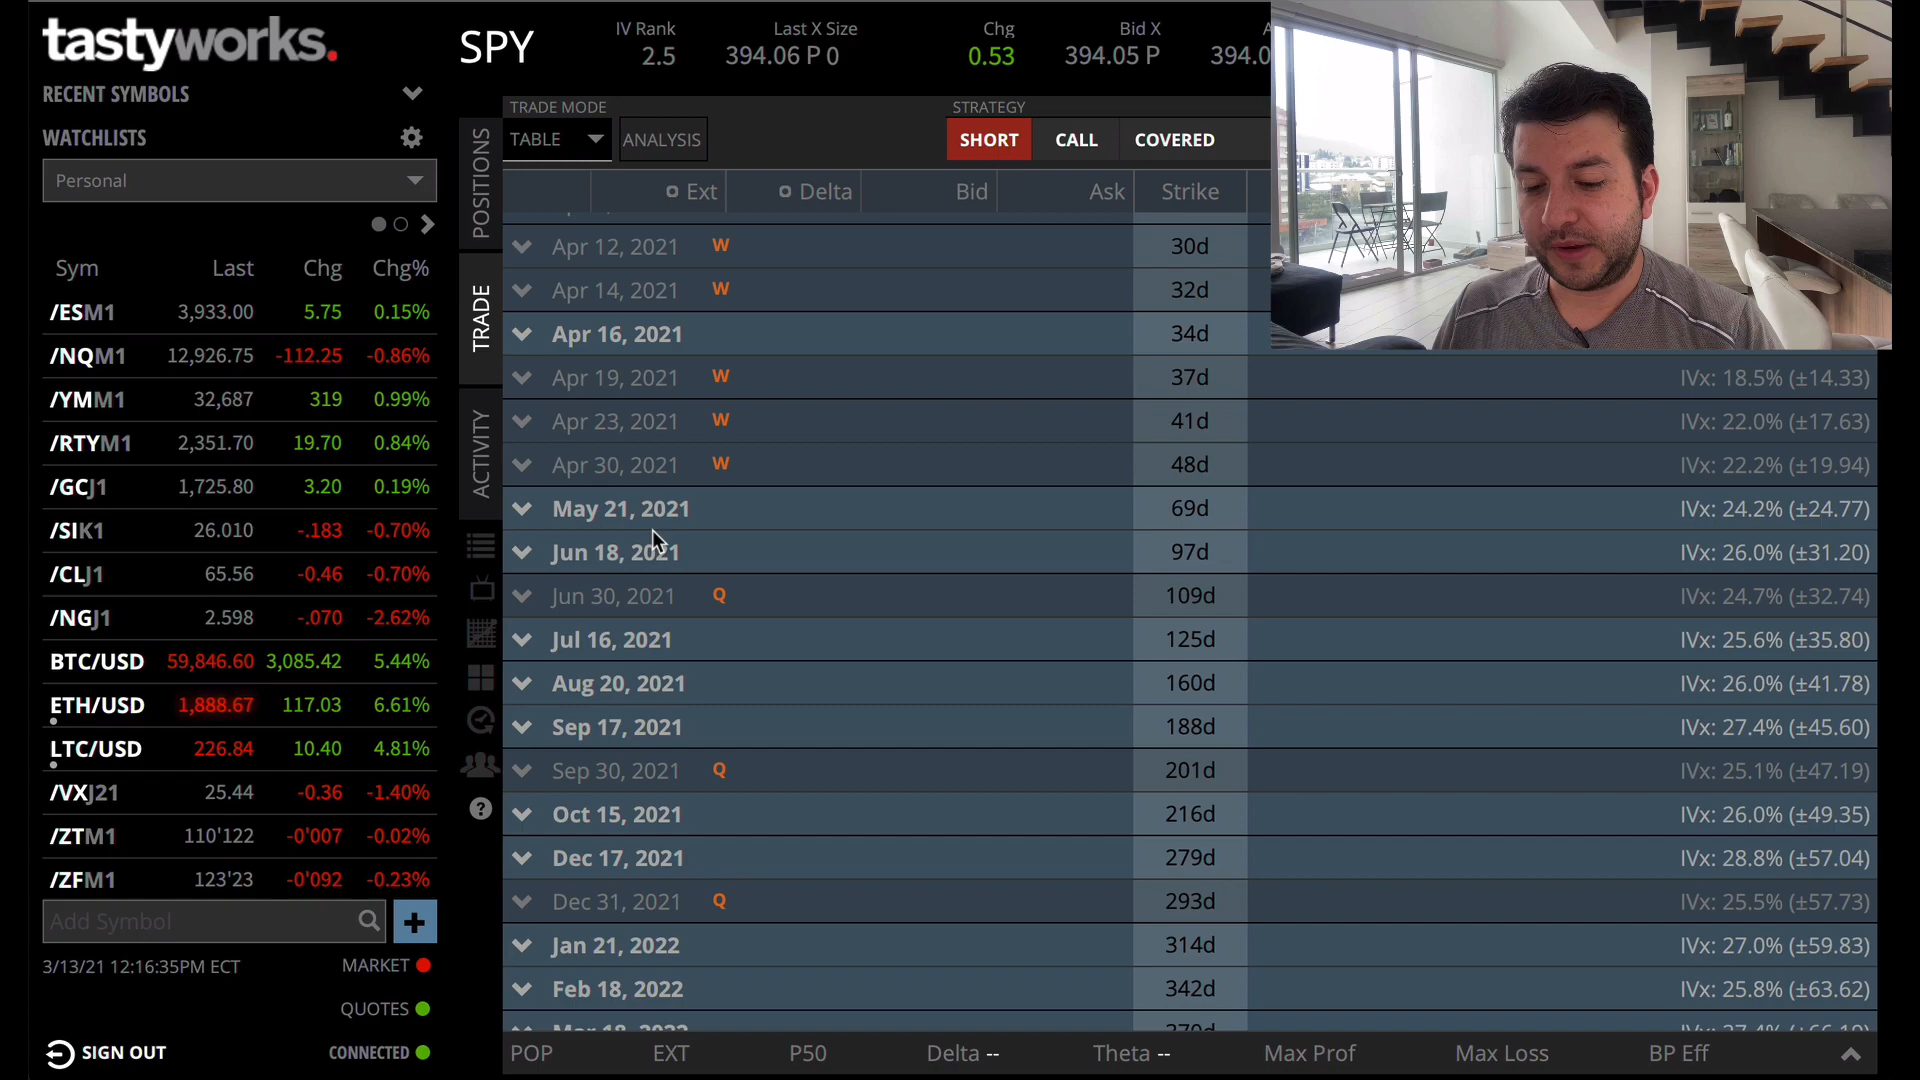 tastyworks.
RECENT SYMBOLS
WATCHLISTS
Personal
Sym Last Chg Chg%
/ESM1 3,933.00 5.75 0.15%
/NQM1 12,926.75 -112.25 -0.86%
/YMM1 32,687 319 0.99%
/RTYM1 2,351.70 19.70 0.84%
/GCJ1 1,725.80 3.20 0.19%
/SIK1 26.010 -.183 -0.70%
/CLJ1 65.56 -0.46 -0.70%
/NGJ1 2.598 -.070 -2.62%
BTC/USD 59,846.60 3,085.42 5.44%
ETH/USD 1,888.67 117.03 6.61%
LTC/USD 226.84 10.40 4.81%
/VXJ21 25.44 -0.36 -1.40%
/ZTM1 110'122 -0'007 -0.02%
/ZFM1 123'23 -0'092 -0.23%
Add Symbol
3/13/21 12:16:35PM ECT MARKET
QUOTES
SIGN OUT CONNECTED
POSITIONS
TRADE
ACTIVITY
SPY
IV Rank Last X Size Chg Bid X
2.5 394.06 P 0 0.53 394.05 P 394.0
TRADE MODE STRATEGY
TABLE ANALYSIS SHORT CALL COVERED
Ext Delta Bid Ask Strike
Apr 12, 2021 W 30d
Apr 14, 2021 W 32d
Apr 16, 2021 34d
Apr 19, 2021 W 37d IVx: 18.5% (±14.33)
Apr 23, 2021 W 41d IVx: 22.0% (±17.63)
Apr 30, 2021 W 48d IVx: 22.2% (±19.94)
May 21, 2021 69d IVx: 24.2% (±24.77)
Jun 18, 2021 97d IVx: 26.0% (±31.20)
Jun 30, 2021 Q 109d IVx: 24.7% (±32.74)
Jul 16, 2021 125d IVx: 25.6% (±35.80)
Aug 20, 2021 160d IVx: 26.0% (±41.78)
Sep 17, 2021 188d IVx: 27.4% (±45.60)
Sep 30, 2021 Q 201d IVx: 25.1% (±47.19)
Oct 15, 2021 216d IVx: 26.0% (±49.35)
Dec 17, 2021 279d IVx: 28.8% (±57.04)
Dec 31, 2021 Q 293d IVx: 25.5% (±57.73)
Jan 21, 2022 314d IVx: 27.0% (±59.83)
Feb 18, 2022 342d IVx: 25.8% (±63.62)
Mar 18, 2022 370d IVx: 27.4% (±66.19)
POP EXT P50 Delta -- Theta -- Max Prof Max Loss BP Eff